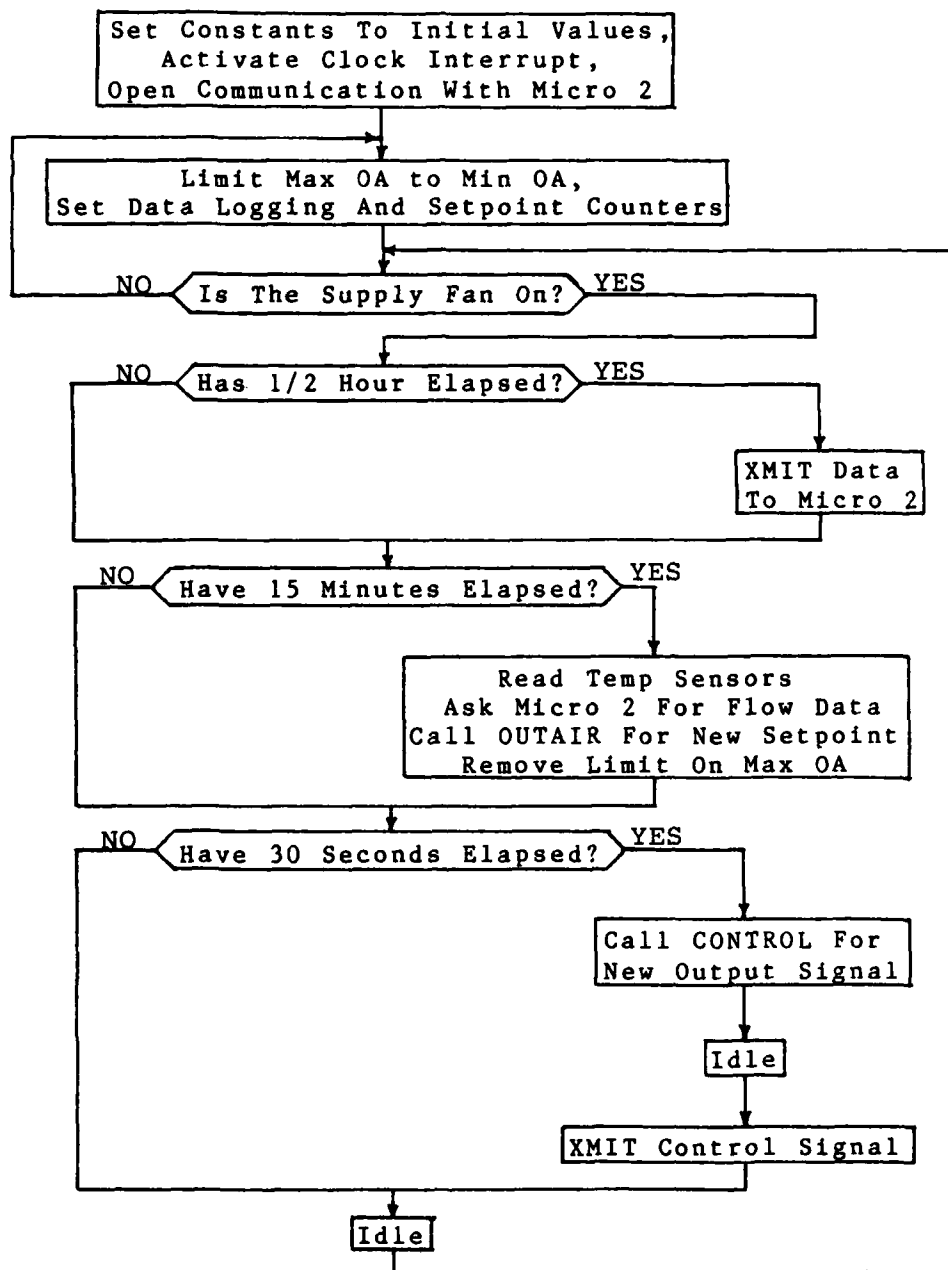 Set Constants To Initial Values,
Activate Clock Interrupt,
Open Communication With Micro 2
Limit Max OA to Min OA,
Set Data Logging And Setpoint Counters
NO
Is The Supply Fan On?
YES
NO
Has 1/2 Hour Elapsed?
YES
XMIT Data
To Micro 2
NO
Have 15 Minutes Elapsed?
YES
Read Temp Sensors
Ask Micro 2 For Flow Data
Call OUTAIR For New Setpoint
Remove Limit On Max OA
NO
Have 30 Seconds Elapsed?
YES
Call CONTROL For
New Output Signal
Idle
XMIT Control Signal
Idle